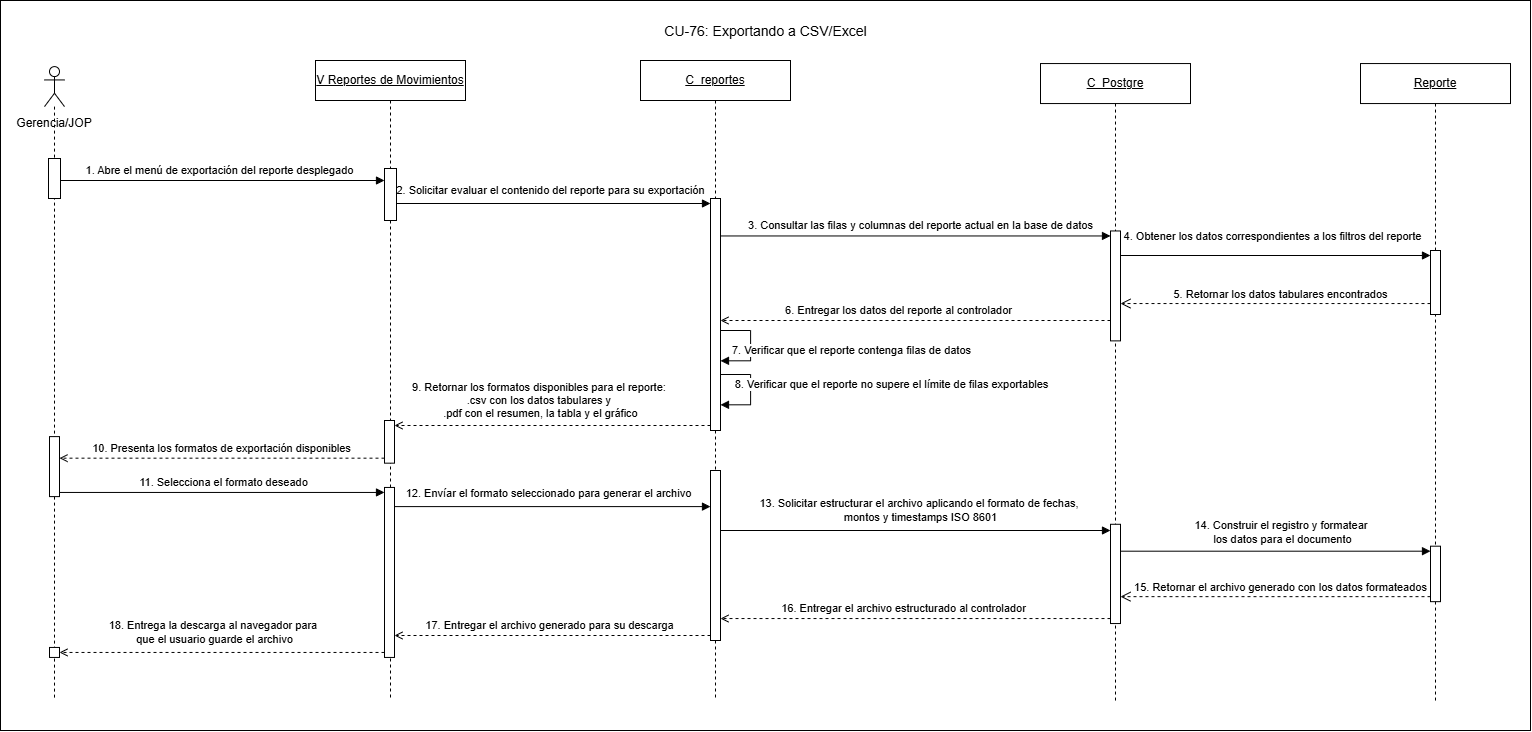 CU-76: Exportando a CSV/Excel
Gerencia/JOP
V Reportes de Movimientos
C_reportes
C_Postgre
Reporte
1. Abre el menú de exportación del reporte desplegado
2. Solicitar evaluar el contenido del reporte para su exportación
3. Consultar las filas y columnas del reporte actual en la base de datos
4. Obtener los datos correspondientes a los filtros del reporte
5. Retornar los datos tabulares encontrados
6. Entregar los datos del reporte al controlador
7. Verificar que el reporte contenga filas de datos
8. Verificar que el reporte no supere el límite de filas exportables
9. Retornar los formatos disponibles para el reporte:
.csv con los datos tabulares y
.pdf con el resumen, la tabla y el gráfico
10. Presenta los formatos de exportación disponibles
11. Selecciona el formato deseado
12. Envíar el formato seleccionado para generar el archivo
13. Solicitar estructurar el archivo aplicando el formato de fechas,
montos y timestamps ISO 8601
14. Construir el registro y formatear
los datos para el documento
15. Retornar el archivo generado con los datos formateados
16. Entregar el archivo estructurado al controlador
17. Entregar el archivo generado para su descarga
18. Entrega la descarga al navegador para
que el usuario guarde el archivo